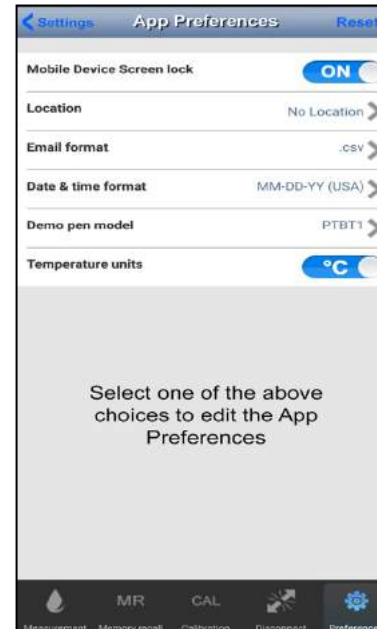 Settings App Preferences Reset
Mobile Device Screen lock ON
Location No Location
Email format .csv
Date & time format MM-DD-YY (USA)
Demo pen model PTBT1
Temperature units °C
Select one of the above
choices to edit the App
Preferences
MR CAL
Measurement Memory recall Calibration Disconnect Preference